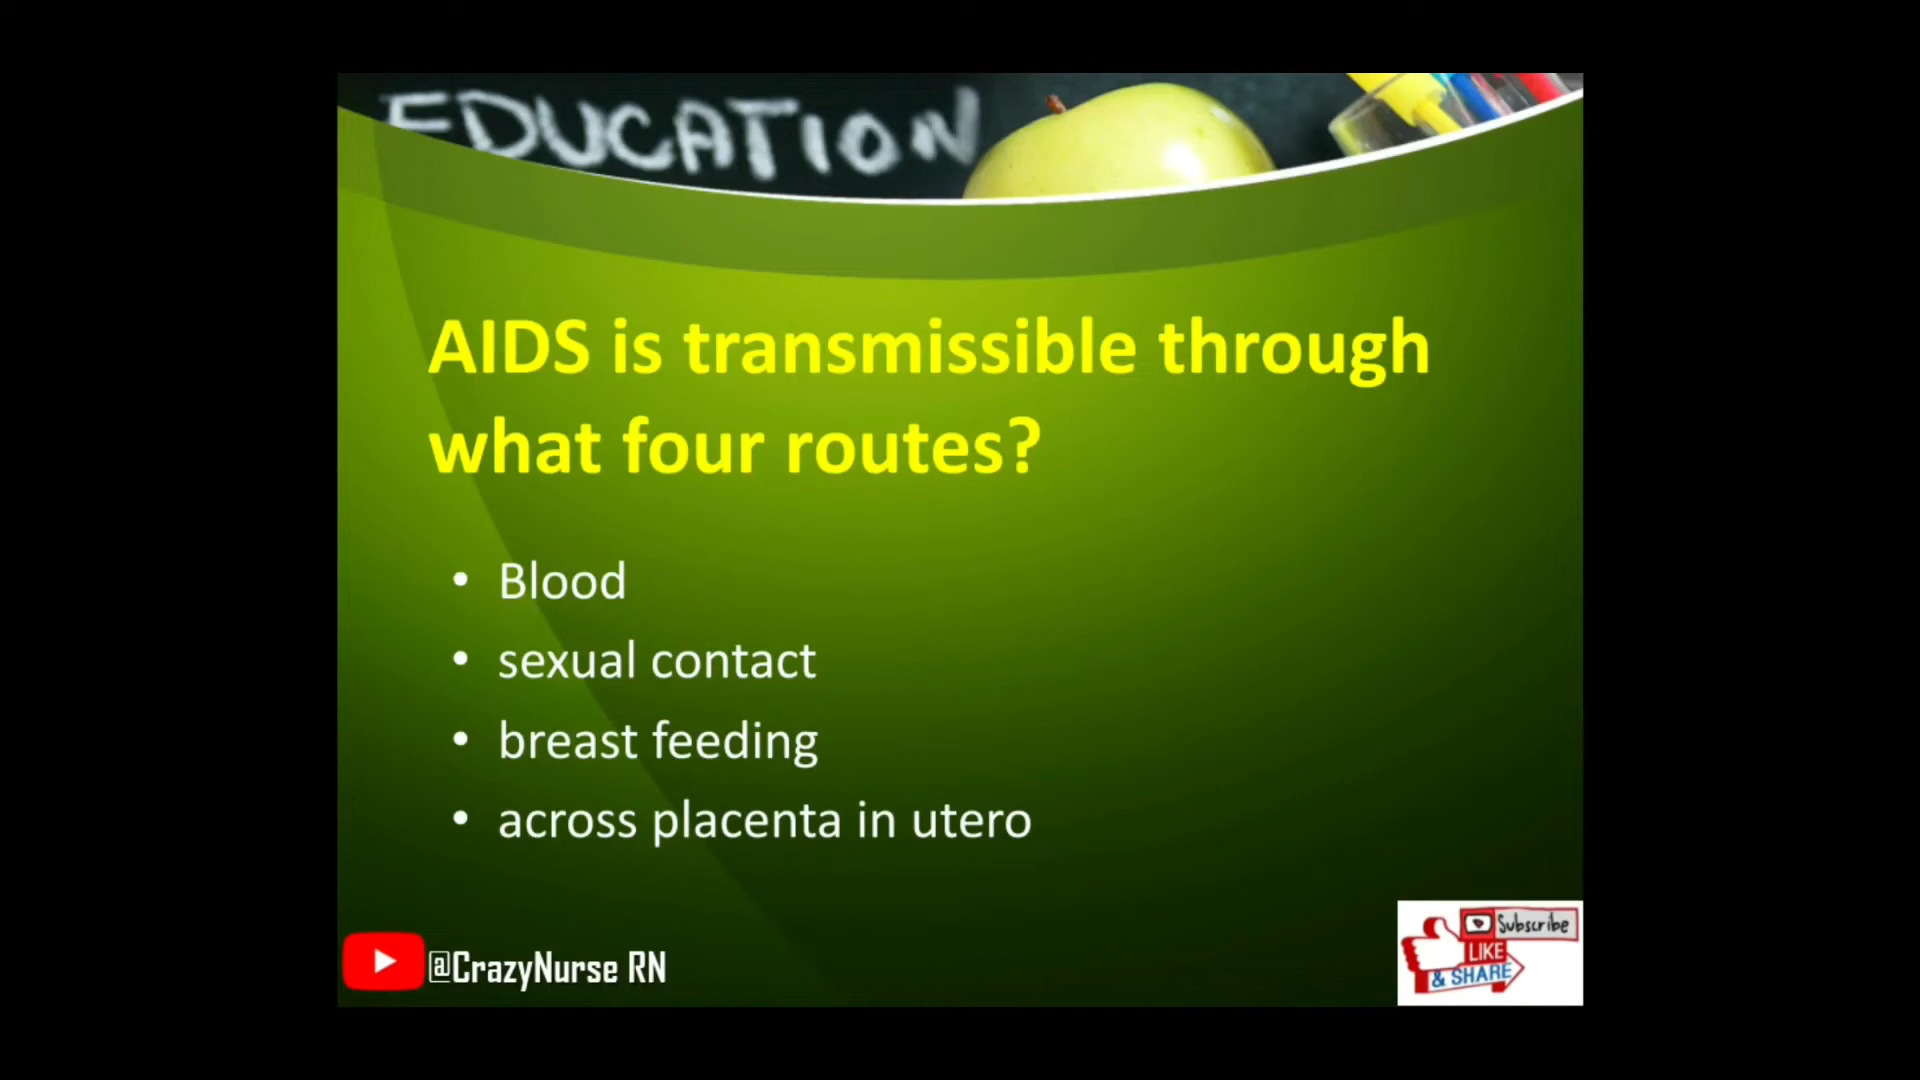 EDUCATION
AIDS is transmissible through
what four routes?
• Blood
• sexual contact
• breast feeding
• across placenta in utero
@CrazyNurse RN
Subscribe
LIKE
& SHARE